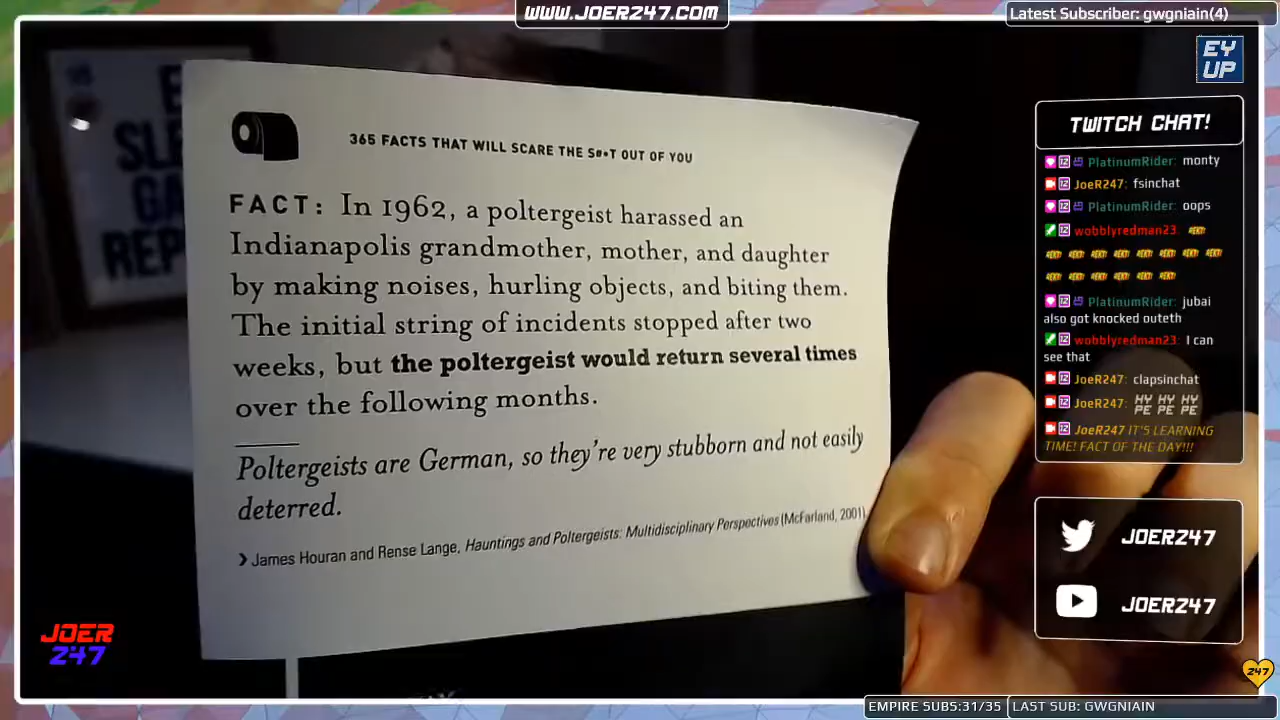 WWW.JOER247.COM
Latest Subscriber: gwgniain(4)
EY
UP
365 FACTS THAT WILL SCARE THE S#*T OUT OF YOU
FACT: In 1962, a poltergeist harassed an
Indianapolis grandmother, mother, and daughter
by making noises, hurling objects, and biting them.
The initial string of incidents stopped after two
weeks, but the poltergeist would return several times
over the following months.
Poltergeists are German, so they're very stubborn and not easily
deterred.
James Houran and Rense Lange, Hauntings and Poltergeists: Multidisciplinary Perspectives (McFarland, 2001)
TWITCH CHAT!
PlatinumRider: monty
JoeR247: fsinchat
PlatinumRider: oops
wobblyredman23:
PlatinumRider: jubai
also got knocked outeth
wobblyredman23: I can
see that
JoeR247: clapsinchat
JoeR247: HYPE HYPE HYPE
JoeR247 IT'S LEARNING
TIME! FACT OF THE DAY!!!
JOER247
JOER247
JOER
247
247
EMPIRE SUBS:31/35
LAST SUB: GWGNIAIN